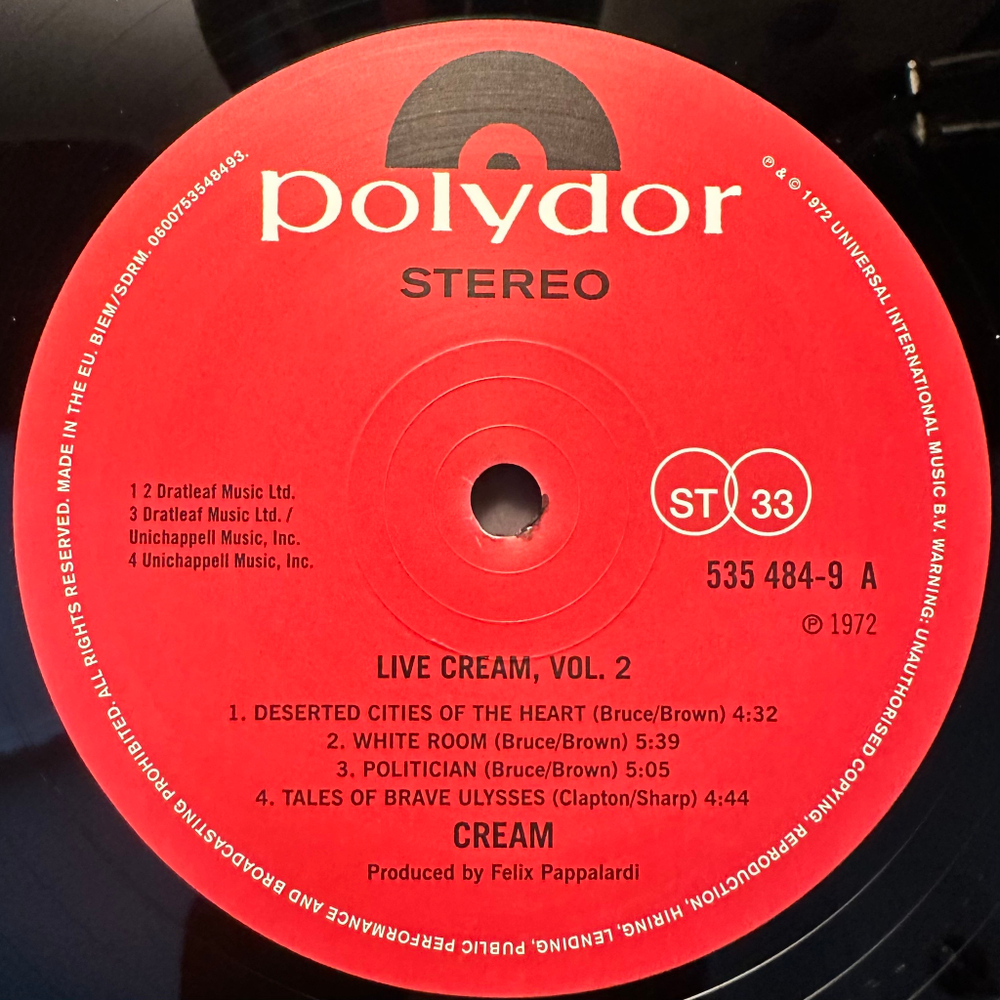 polydor
STEREO
ALL RIGHTS RESERVED. MADE IN THE EU. BIEM/SDRM. 0600753548493.
℗ & © 1972 UNIVERSAL INTERNATIONAL MUSIC B.V. WARNING: UNAUTHORISED COPYING, REPRODUCTION, HIRING, LENDING, PUBLIC PERFORMANCE AND BROADCASTING PROHIBITED.
1 2 Dratleaf Music Ltd.
3 Dratleaf Music Ltd. /
Unichappell Music, Inc.
4 Unichappell Music, Inc.
ST 33
535 484-9 A
℗ 1972
LIVE CREAM, VOL. 2
1. DESERTED CITIES OF THE HEART (Bruce/Brown) 4:32
2. WHITE ROOM (Bruce/Brown) 5:39
3. POLITICIAN (Bruce/Brown) 5:05
4. TALES OF BRAVE ULYSSES (Clapton/Sharp) 4:44
CREAM
Produced by Felix Pappalardi